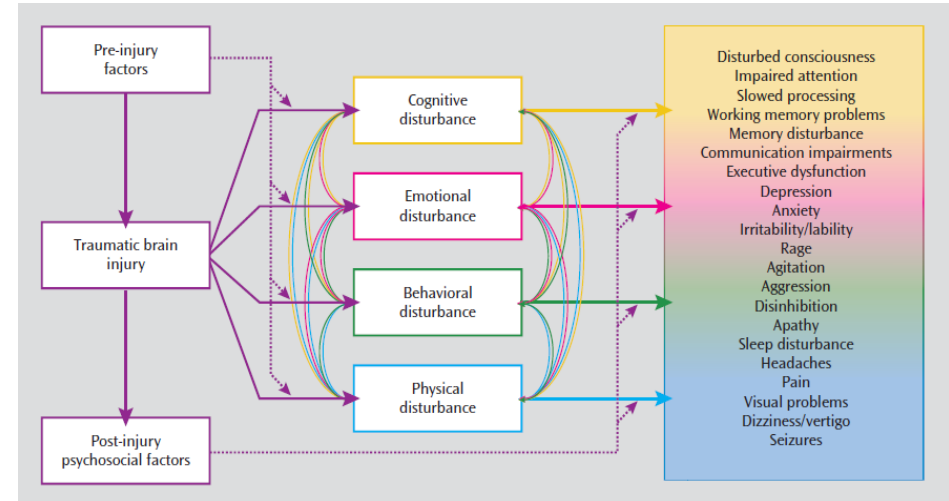 Pre-injury
factors
Traumatic brain
injury
Post-injury
psychosocial factors
Cognitive
disturbance
Emotional
disturbance
Behavioral
disturbance
Physical
disturbance
Disturbed consciousness
Impaired attention
Slowed processing
Working memory problems
Memory disturbance
Communication impairments
Executive dysfunction
Depression
Anxiety
Irritability/lability
Rage
Agitation
Aggression
Disinhibition
Apathy
Sleep disturbance
Headaches
Pain
Visual problems
Dizziness/vertigo
Seizures